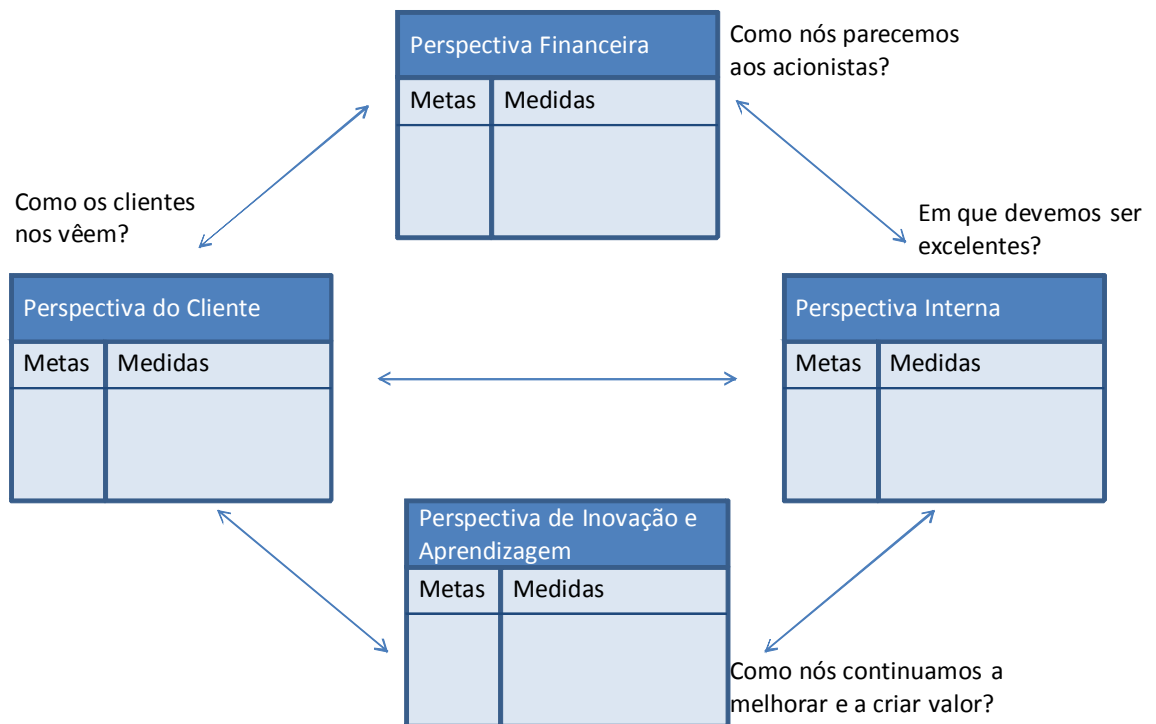 Perspectiva Financeira
Metas Medidas
Como nós parecemos
aos acionistas?
Como os clientes
nos vêem?
Em que devemos ser
excelentes?
Perspectiva do Cliente
Metas Medidas
Perspectiva Interna
Metas Medidas
Perspectiva de Inovação e
Aprendizagem
Metas Medidas
Como nós continuamos a
melhorar e a criar valor?